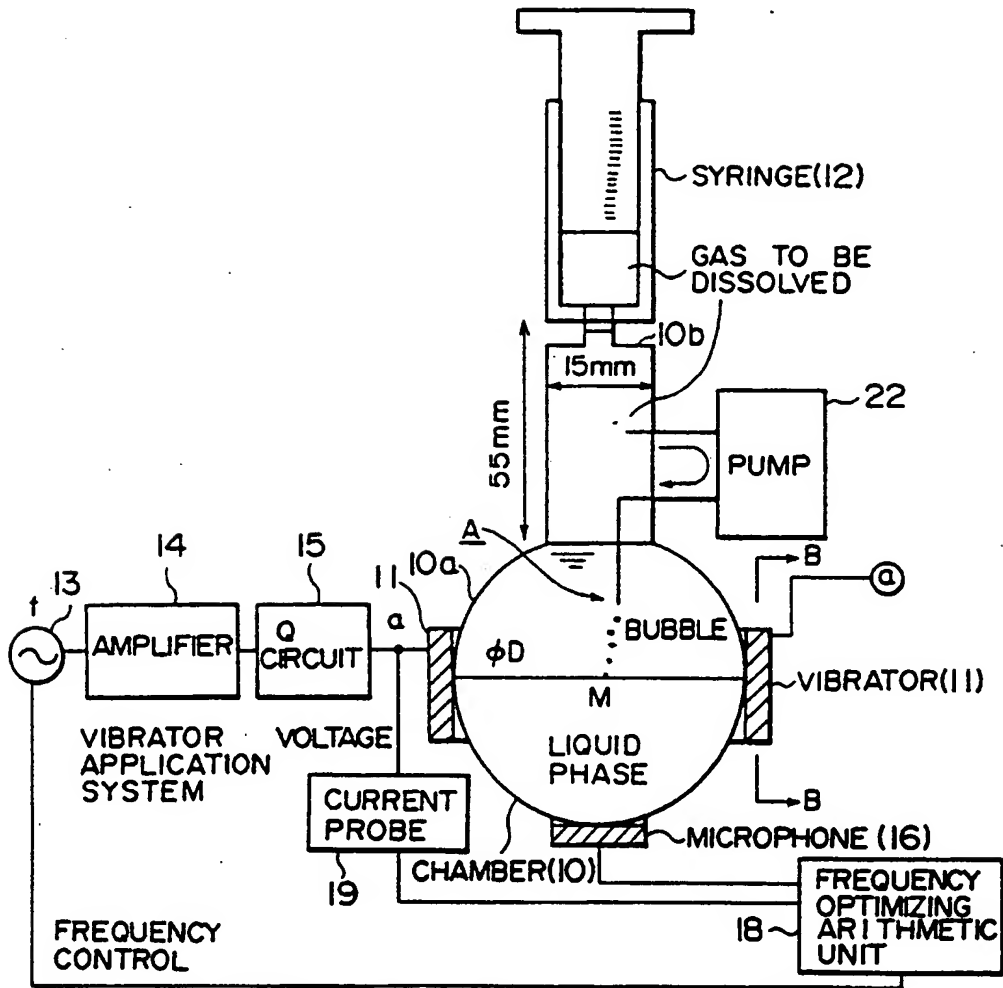 SYRINGE(12)
GAS TO BE
DISSOLVED
10b
15mm
55mm
22
PUMP
A
B
a
14
15
10a
11
13
f
AMPLIFIER
Q
CIRCUIT
a
BUBBLE
φD
M
VIBRATOR(11)
VIBRATOR
APPLICATION
SYSTEM
VOLTAGE
LIQUID
PHASE
B
CURRENT
PROBE
19
CHAMBER(10)
MICROPHONE(16)
FREQUENCY
OPTIMIZING
ARITHMETIC
UNIT
18
FREQUENCY
CONTROL